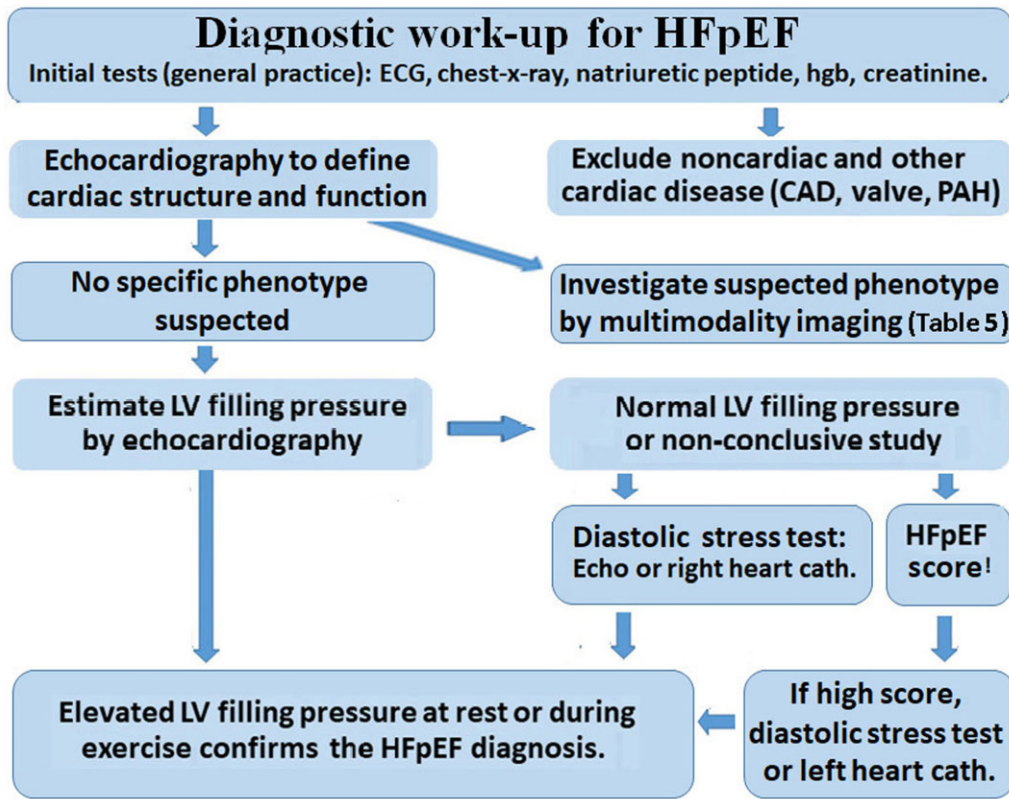 Diagnostic work-up for HFpEF
Initial tests (general practice): ECG, chest-x-ray, natriuretic peptide, hgb, creatinine.
Echocardiography to define
cardiac structure and function
Exclude noncardiac and other
cardiac disease (CAD, valve, PAH)
No specific phenotype
suspected
Investigate suspected phenotype
by multimodality imaging (Table 5)
Estimate LV filling pressure
by echocardiography
Normal LV filling pressure
or non-conclusive study
Diastolic stress test:
Echo or right heart cath.
HFpEF
score!
Elevated LV filling pressure at rest or during
exercise confirms the HFpEF diagnosis.
If high score,
diastolic stress test
or left heart cath.